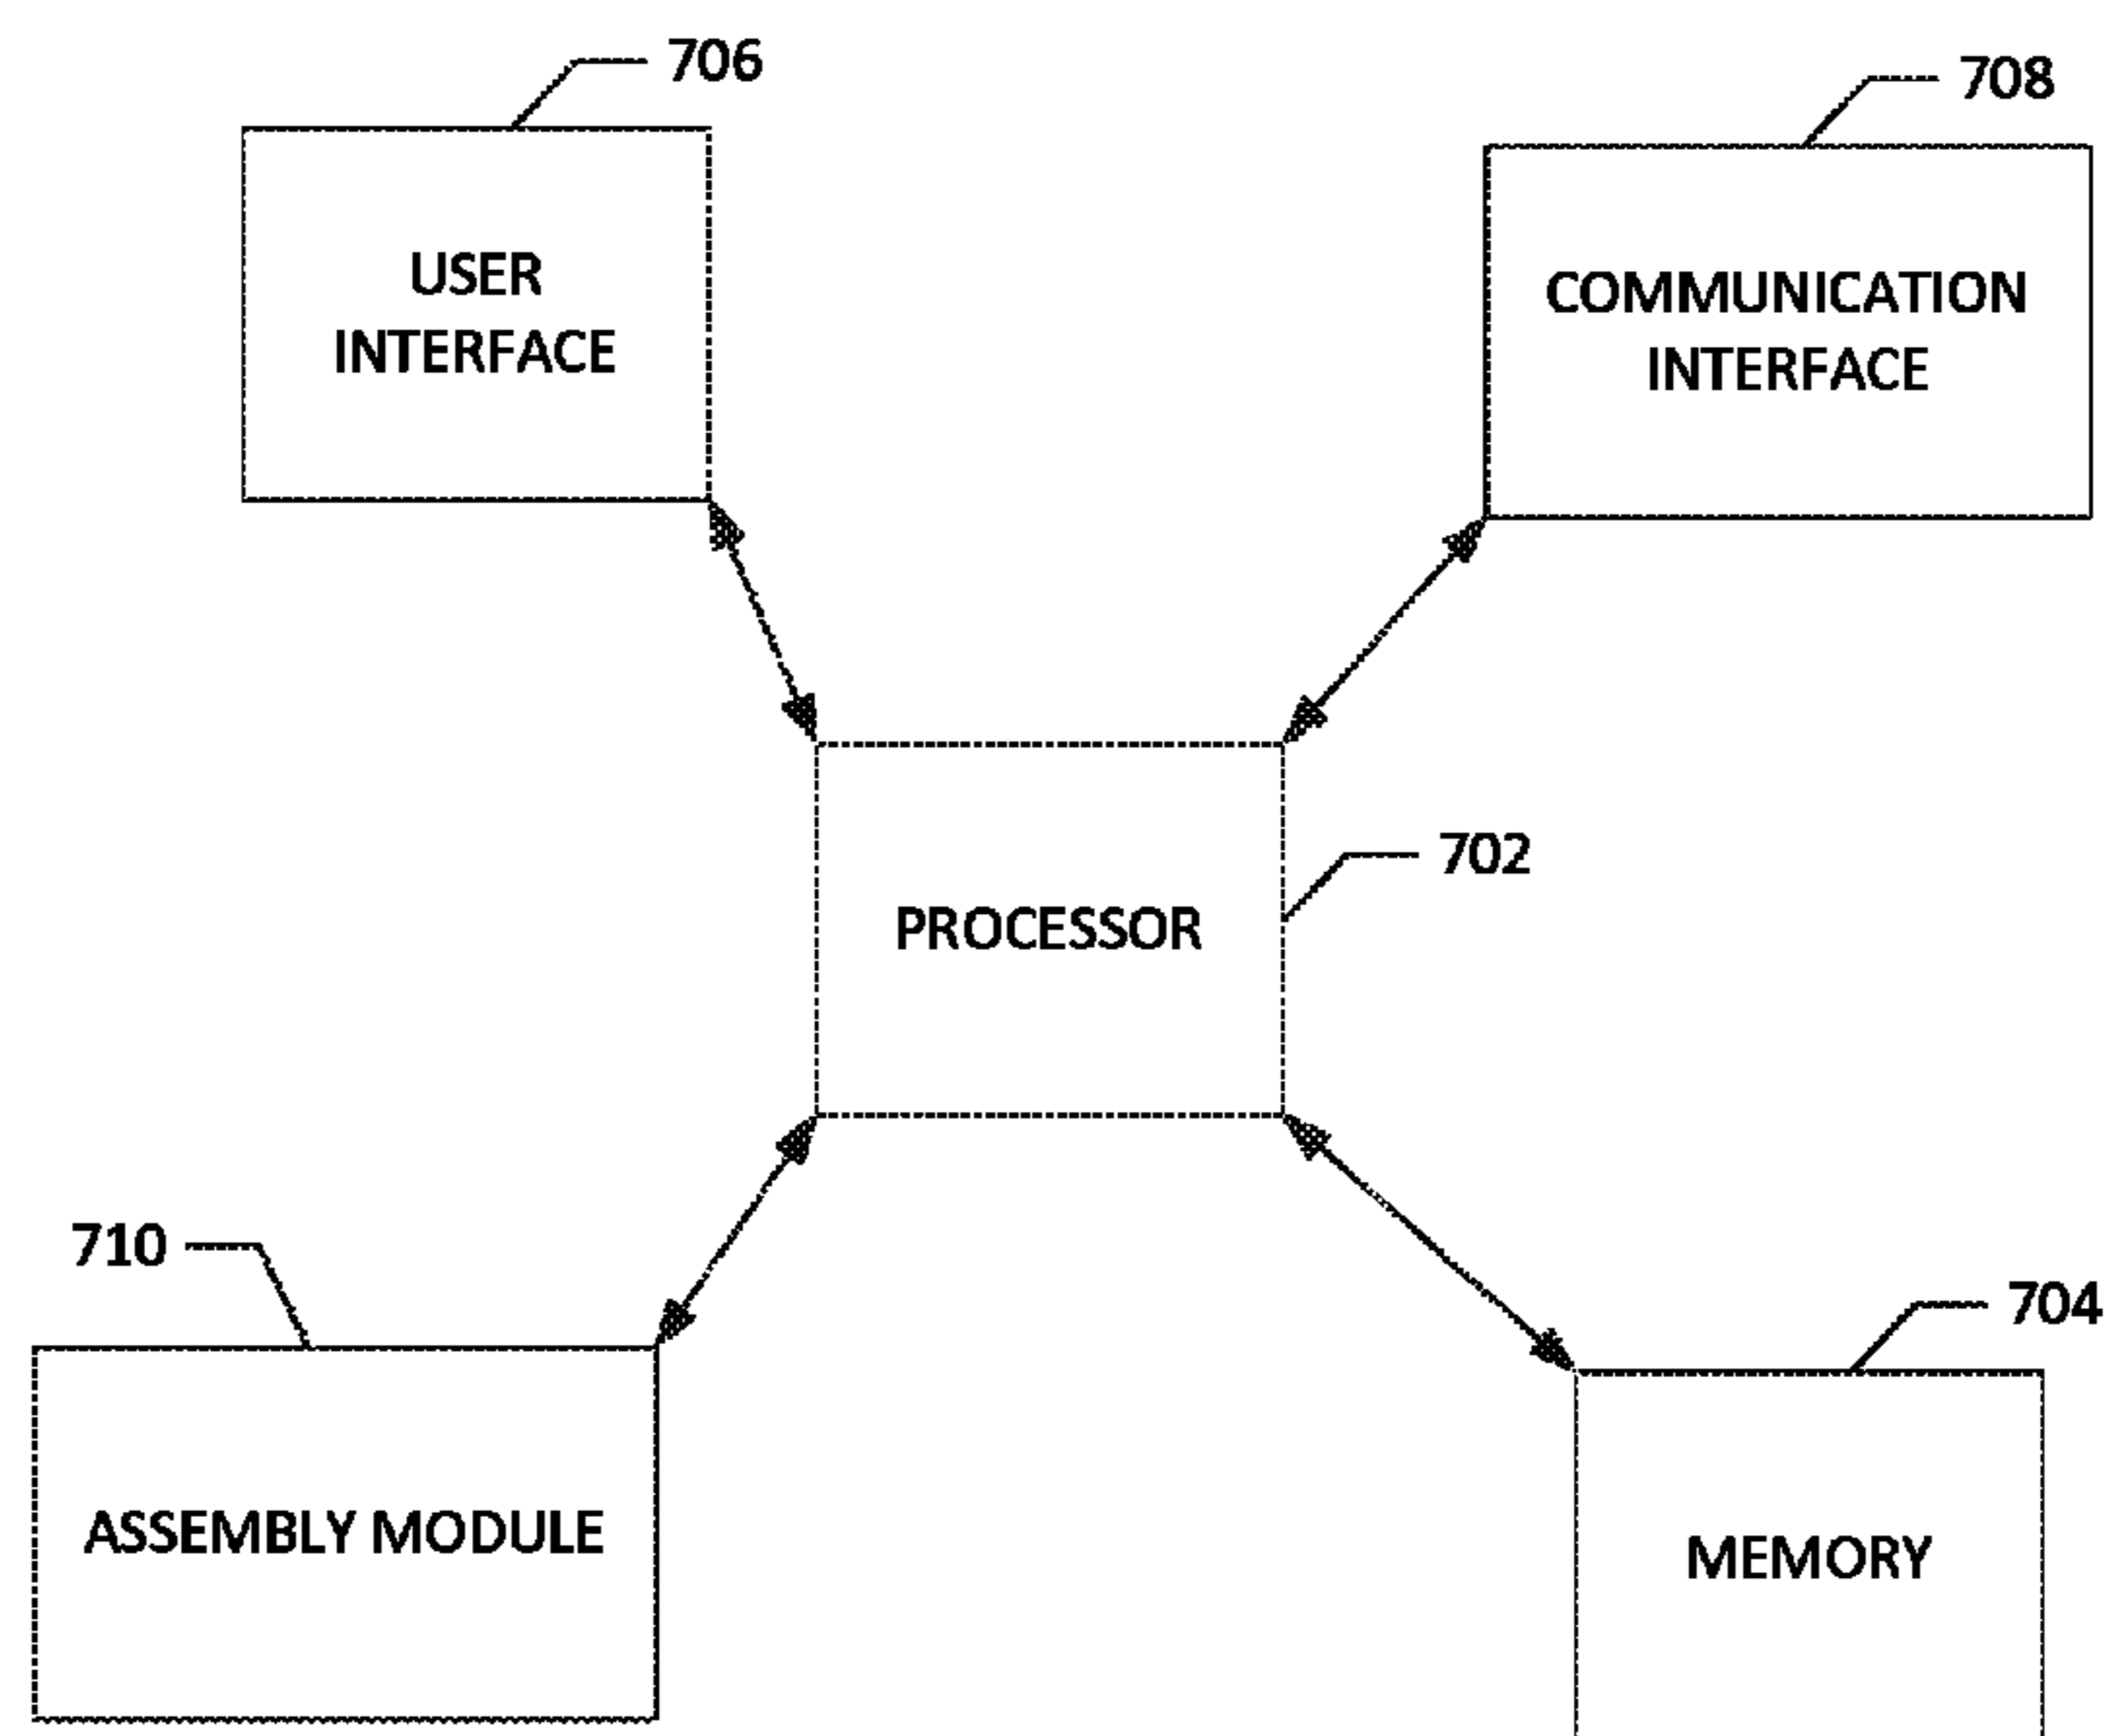 706
708
USER
INTERFACE
COMMUNICATION
INTERFACE
702
PROCESSOR
710
704
ASSEMBLY MODULE
MEMORY